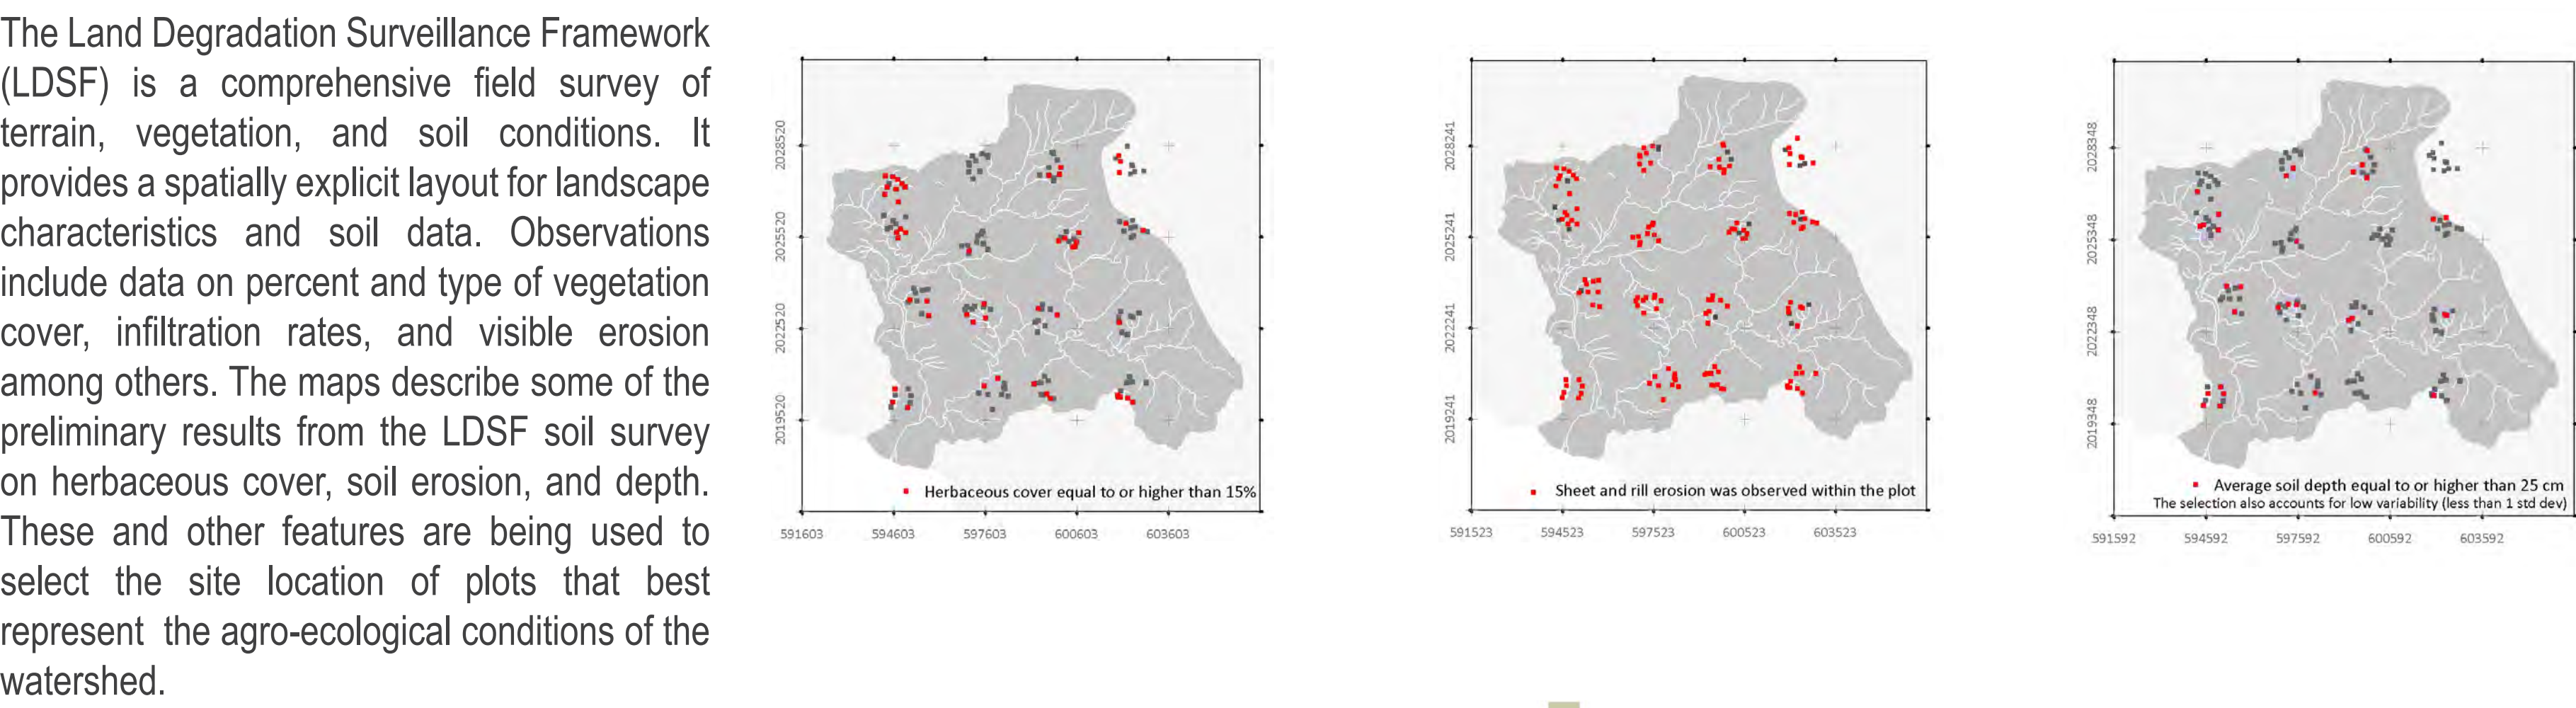 The Land Degradation Surveillance Framework
(LDSF) is a comprehensive field survey of
terrain, vegetation, and soil conditions. It
provides a spatially explicit layout for landscape
characteristics and soil data. Observations
include data on percent and type of vegetation
cover, infiltration rates, and visible erosion
among others. The maps describe some of the
preliminary results from the LDSF soil survey
on herbaceous cover, soil erosion, and depth.
These and other features are being used to
select the site location of plots that best
represent the agro-ecological conditions of the
watershed.
2028520
2025520
2022520
2019520
Herbaceous cover equal to or higher than 15%
591603 594603 597603 600603 603603
2028241
2025241
2022241
2019241
Sheet and rill erosion was observed within the plot
591523 594523 597523 600523 603523
2028348
2025348
2022348
2019348
Average soil depth equal to or higher than 25 cm
The selection also accounts for low variability (less than 1 std dev)
591592 594592 597592 600592 603592